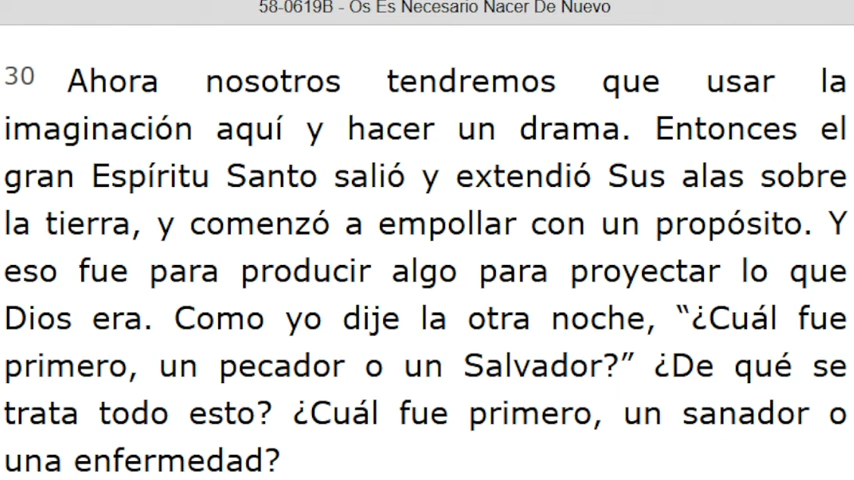 58-0619B - Os Es Necesario Nacer De Nuevo
30 Ahora nosotros tendremos que usar la
imaginación aquí y hacer un drama. Entonces el
gran Espíritu Santo salió y extendió Sus alas sobre
la tierra, y comenzó a empollar con un propósito. Y
eso fue para producir algo para proyectar lo que
Dios era. Como yo dije la otra noche, “¿Cuál fue
primero, un pecador o un Salvador?” ¿De qué se
trata todo esto? ¿Cuál fue primero, un sanador o
una enfermedad?